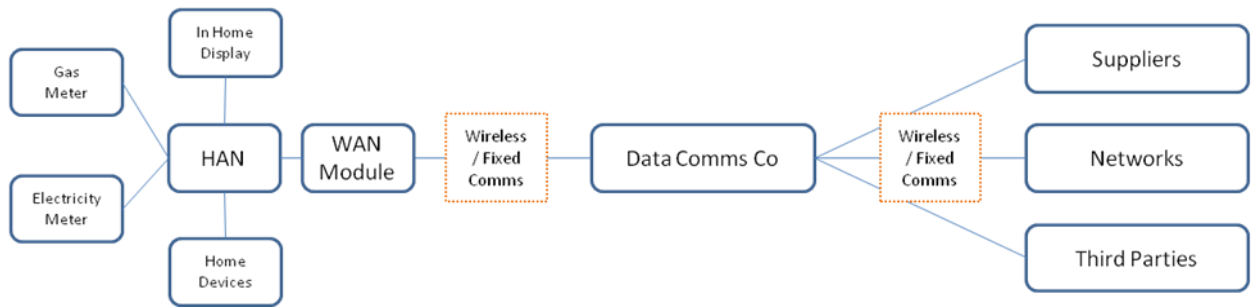 Gas
Meter
Electricity
Meter
In Home
Display
HAN
Home
Devices
WAN
Module
Wireless
/ Fixed
Comms
Data Comms Co
Wireless
/ Fixed
Comms
Suppliers
Networks
Third Parties